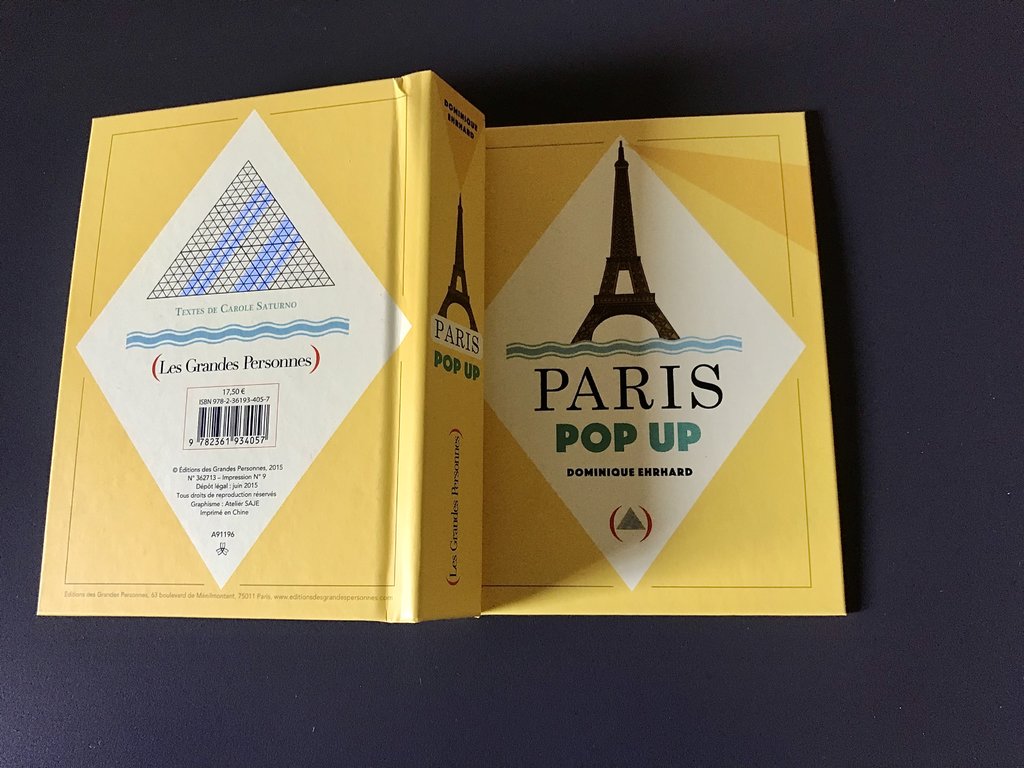 TEXTES DE CAROLE SATURNO
(Les Grandes Personnes)
17,50 €
ISBN 978-2-36193-405-7
9 782361 934057
© Éditions des Grandes Personnes, 2015
N° 362713 – Impression N° 9
Dépôt légal : juin 2015
Tous droits de reproduction réservés
Graphisme : Atelier SAJE
Imprimé en Chine
A91196
Éditions des Grandes Personnes, 63 boulevard de Ménilmontant, 75011 Paris. www.editionsdesgrandespersonnes.com
DOMINIQUE
EHRHARD
PARIS
POP UP
(Les Grandes Personnes)
PARIS
POP UP
DOMINIQUE EHRHARD